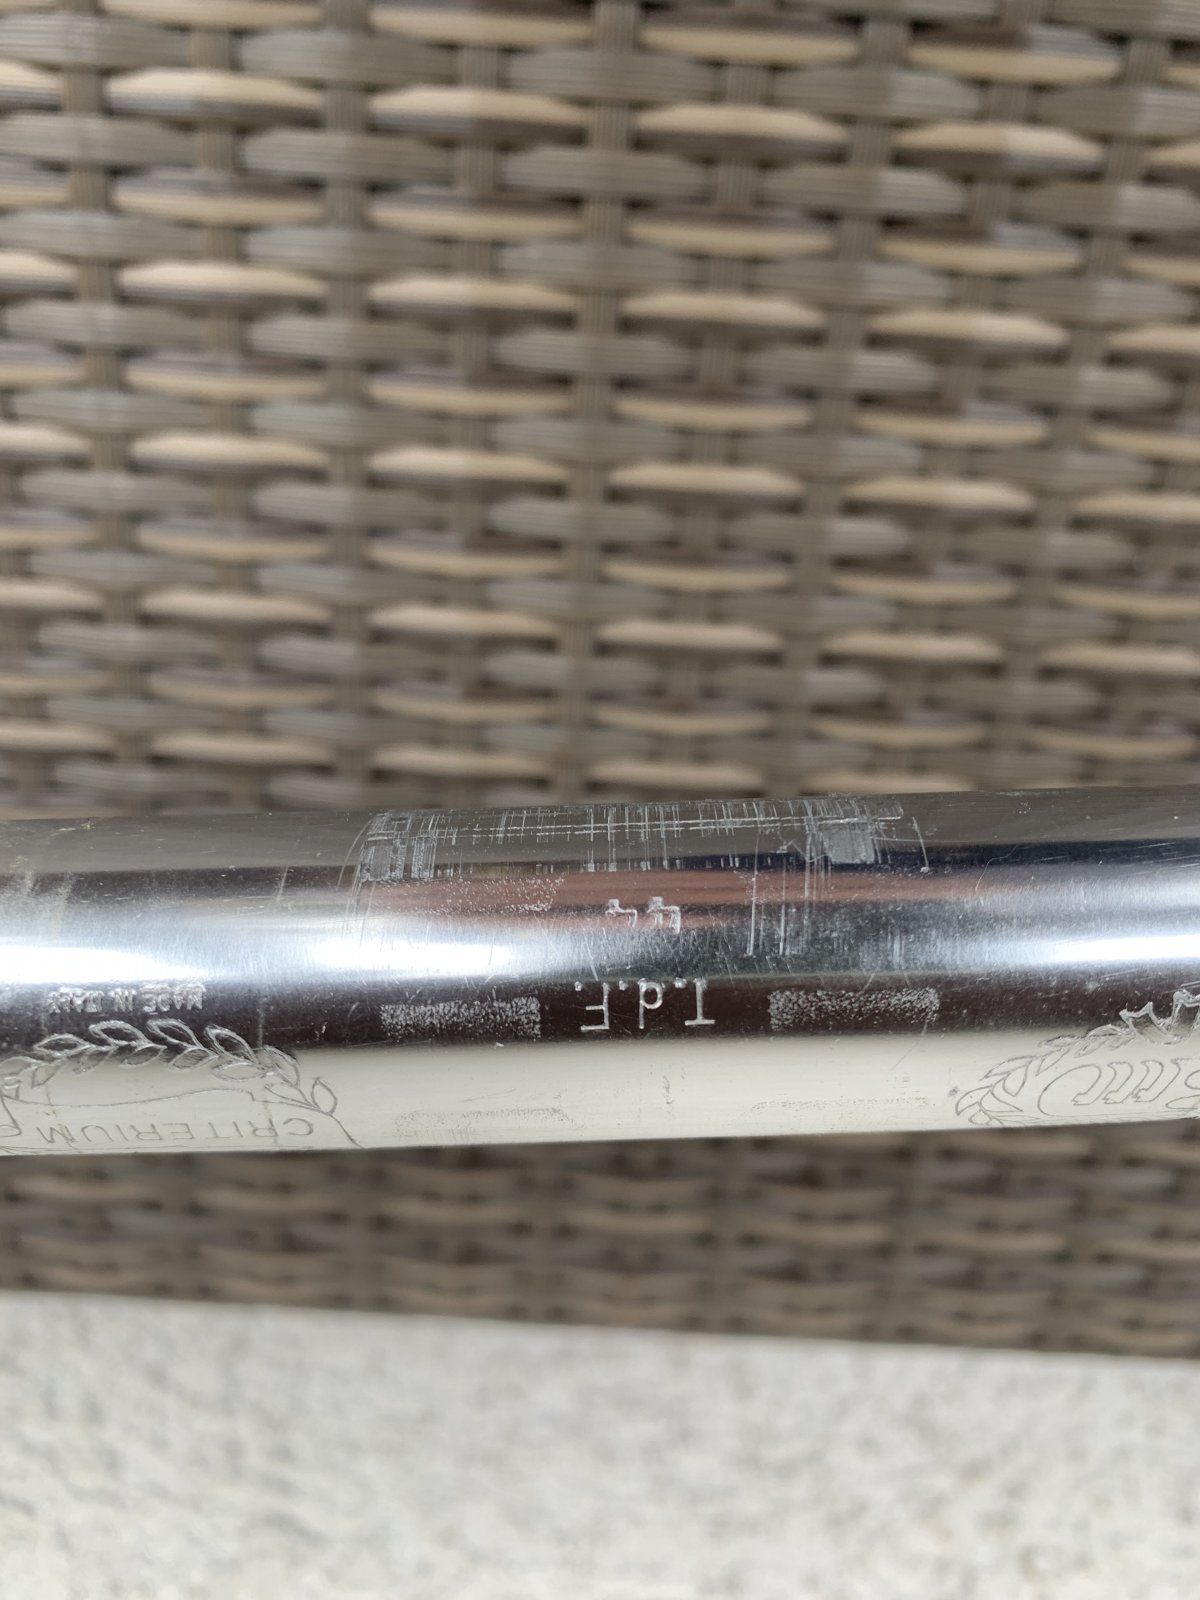 CRITERIUM
MADE IN ITALY
T.d.F.
44